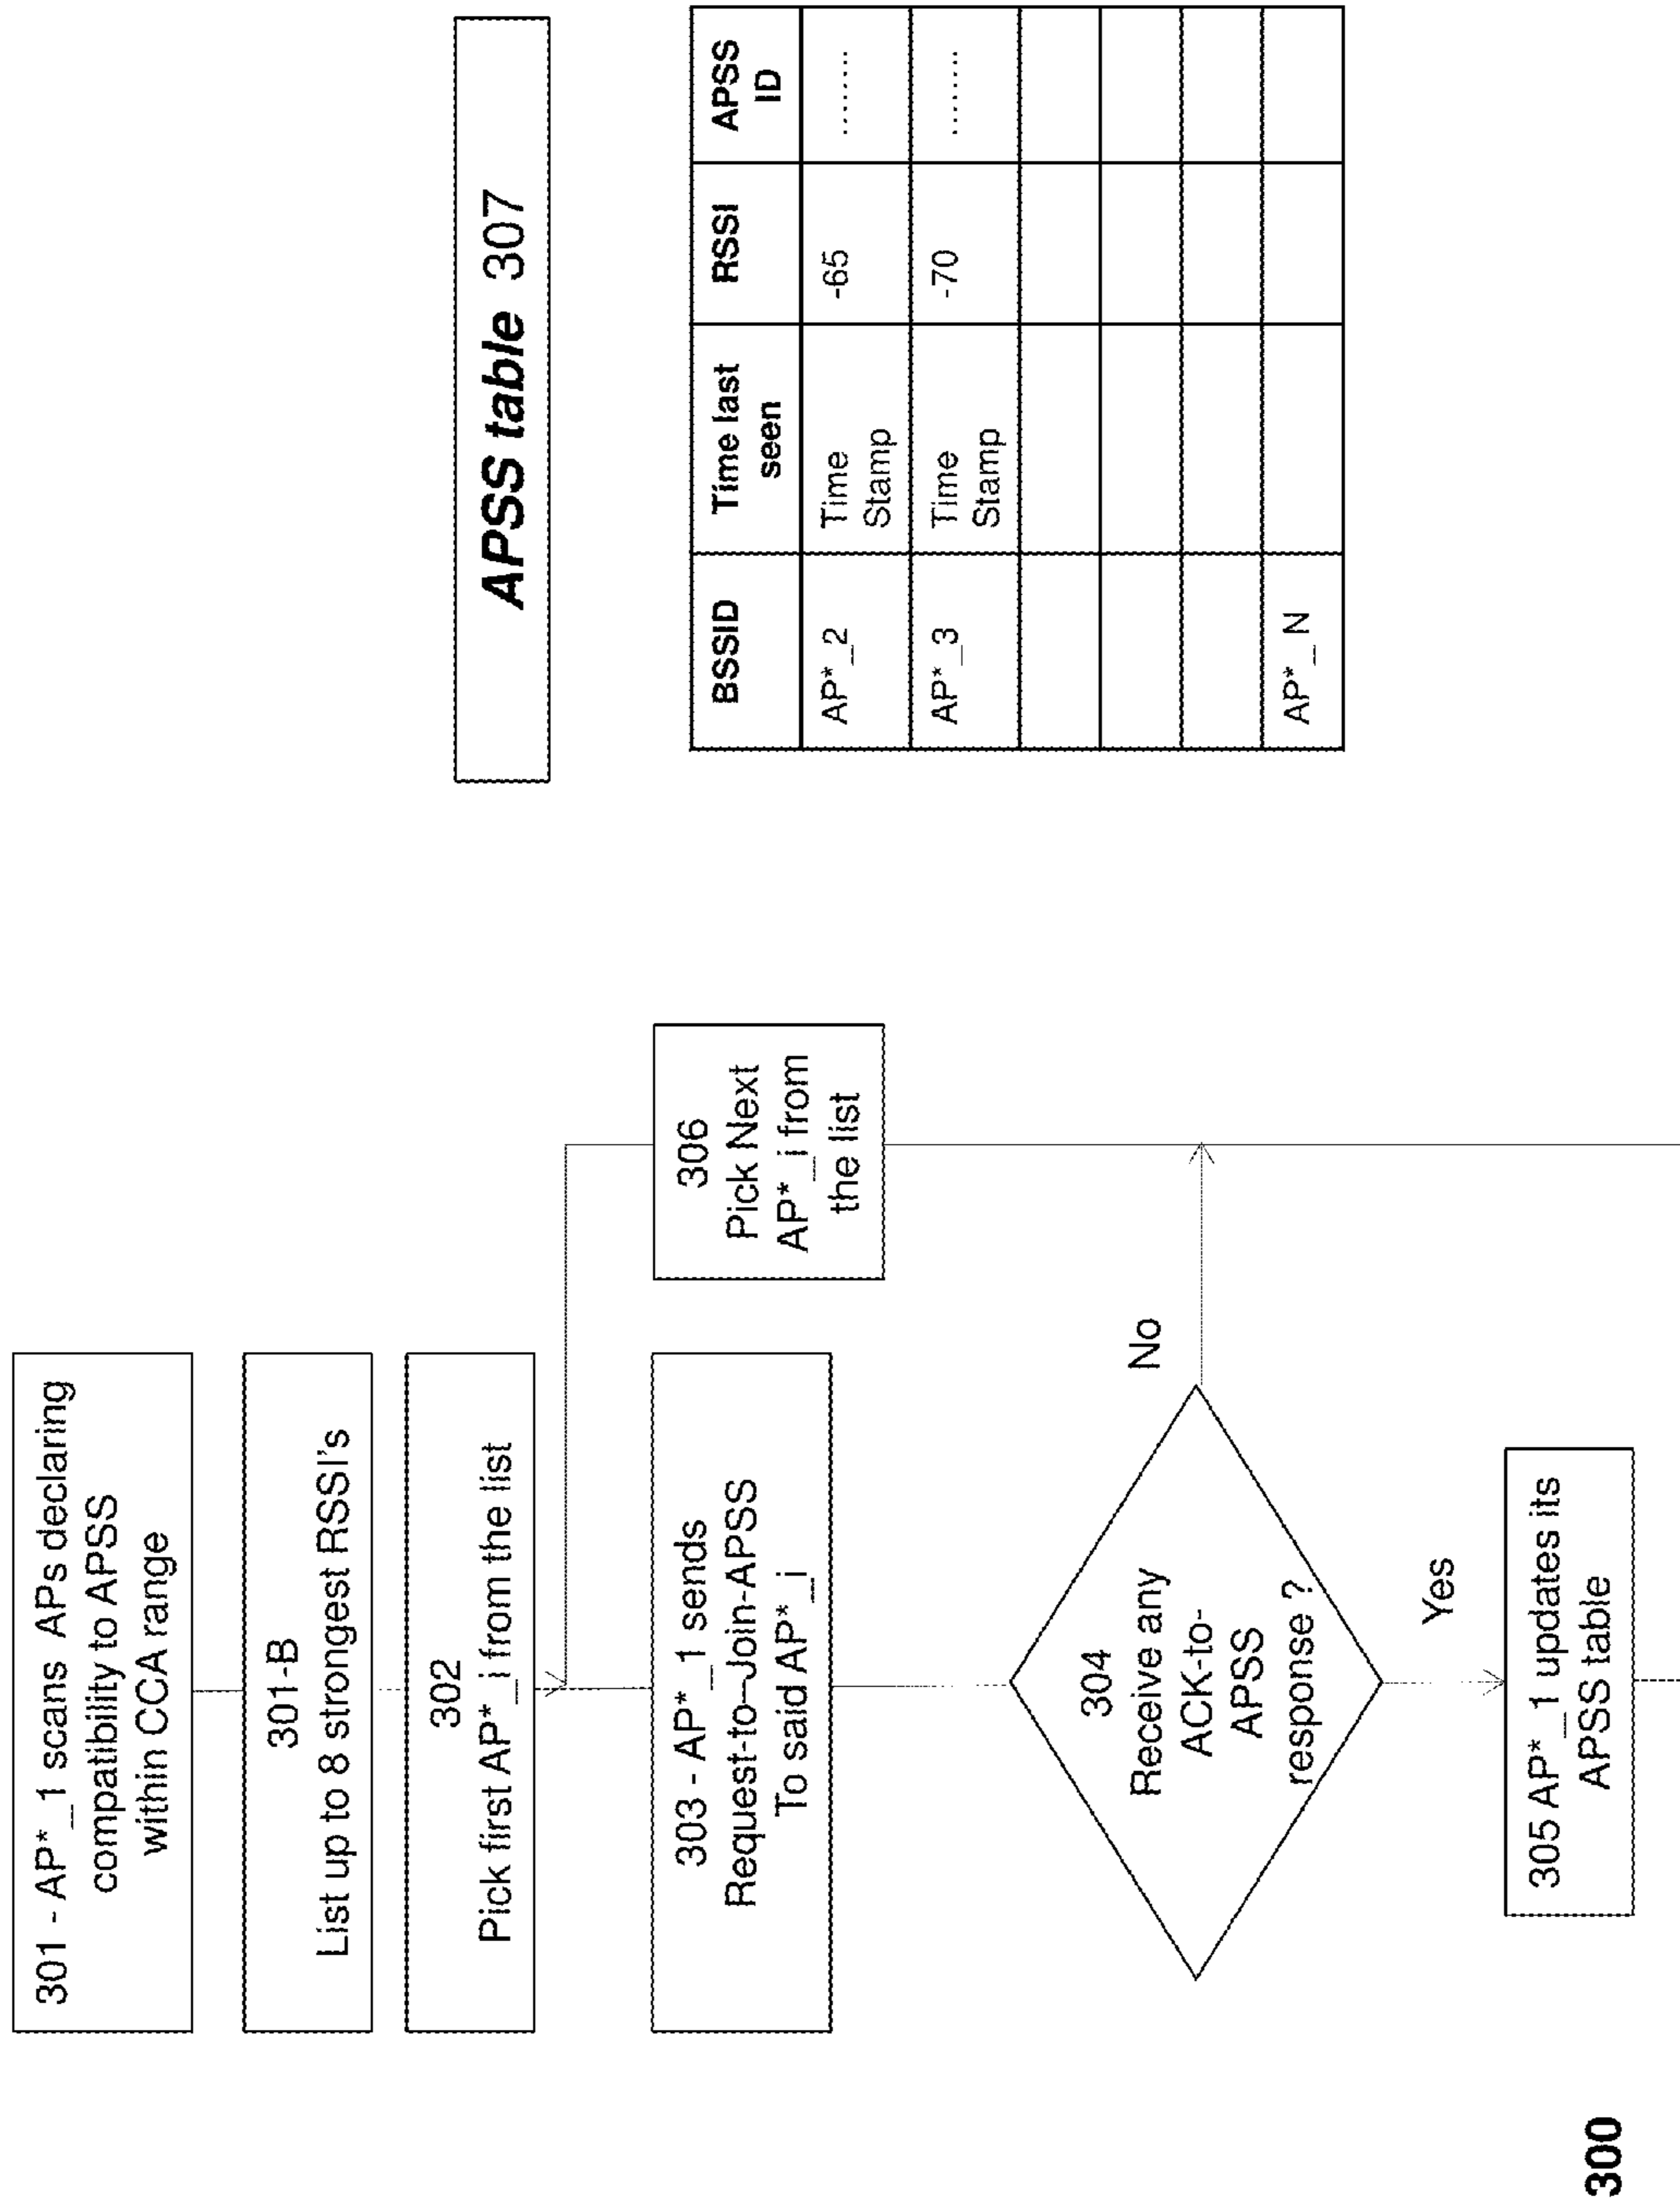 301 - AP*_1 scans APs declaring
compatibility to APSS
within CCA range
301-B
List up to 8 strongest RSSI's
302
Pick first AP*_i from the list
303 - AP*_1 sends
Request-to–Join-APSS
To said AP*_i
304
Receive any
ACK-to-
APSS
response ?
No
Yes
305 AP*_1 updates its
APSS table
306
Pick Next
AP*_i from
the list
300
APSS table 307
BSSID Time last seen RSSI APSS ID
AP*_2 Time Stamp -65 ........
AP*_3 Time Stamp -70 ........
AP*_N